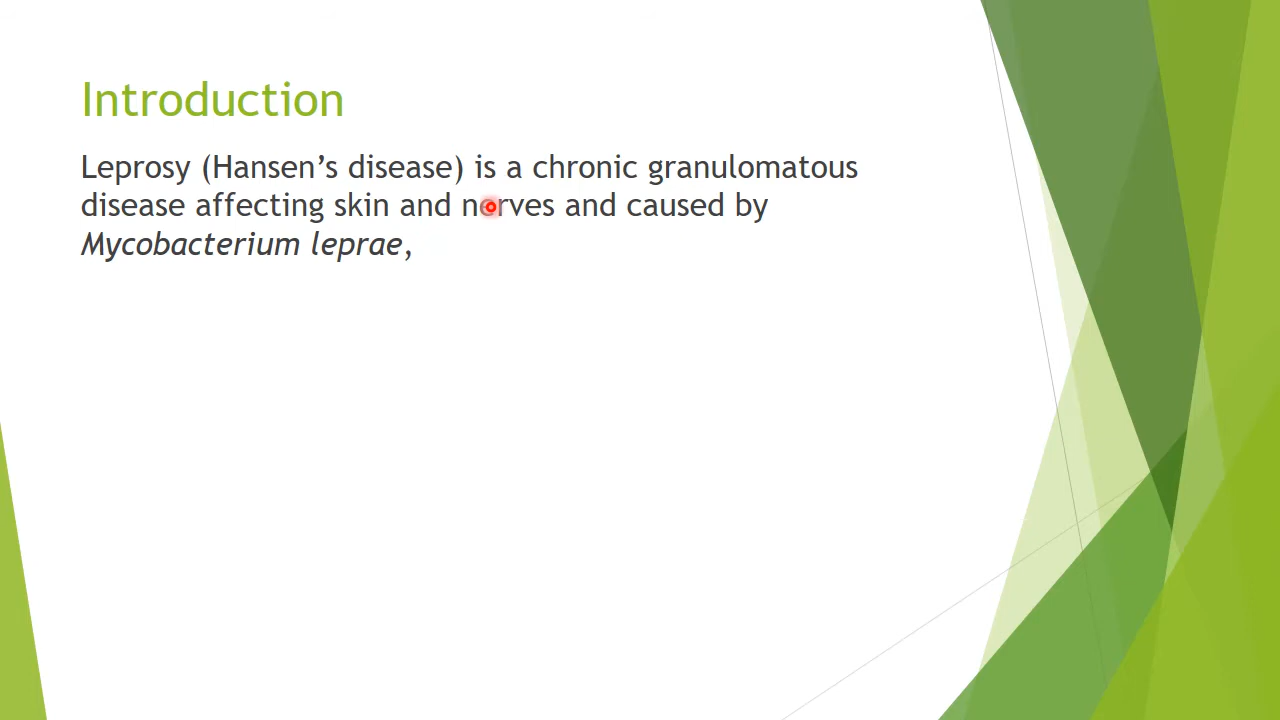 Introduction
Leprosy (Hansen’s disease) is a chronic granulomatous
disease affecting skin and nerves and caused by
Mycobacterium leprae,